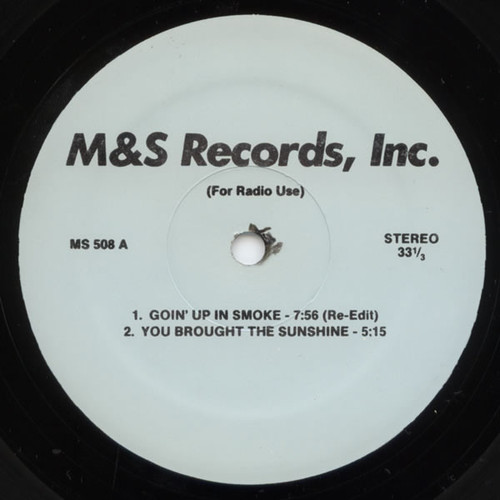 M&S Records, Inc.
(For Radio Use)
MS 508 A
STEREO
33⅓
1. GOIN' UP IN SMOKE - 7:56 (Re-Edit)
2. YOU BROUGHT THE SUNSHINE - 5:15